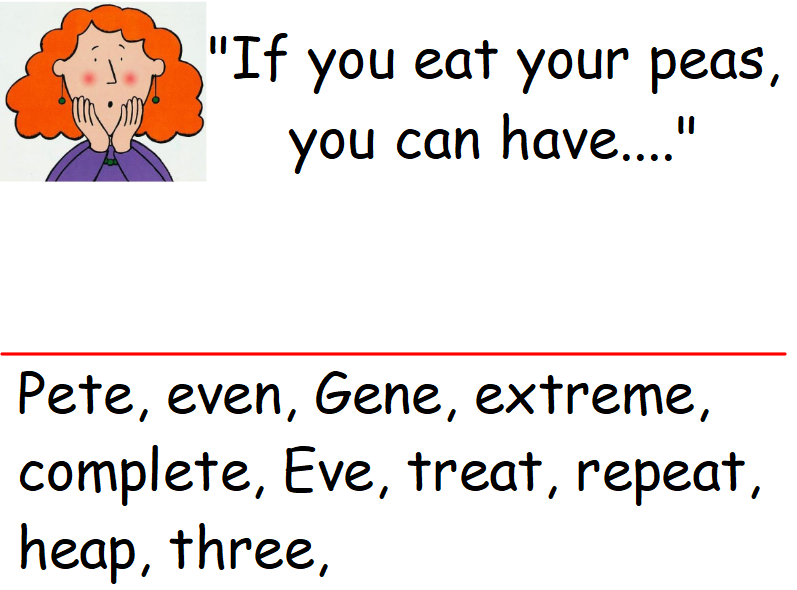 "If you eat your peas,
you can have...."
Pete, even, Gene, extreme,
complete, Eve, treat, repeat,
heap, three,